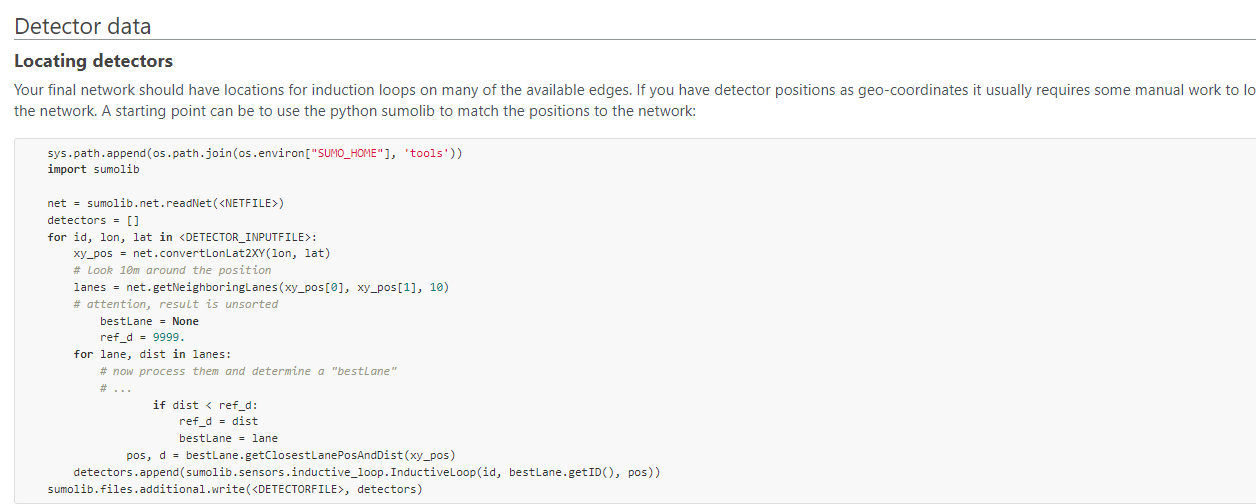 Detector data
Locating detectors
Your final network should have locations for induction loops on many of the available edges. If you have detector positions as geo-coordinates it usually requires some manual work to lo
the network. A starting point can be to use the python sumolib to match the positions to the network:
sys.path.append(os.path.join(os.environ["SUMO_HOME"], 'tools'))
import sumolib
net = sumolib.net.readNet(<NETFILE>)
detectors = []
for id, lon, lat in <DETECTOR_INPUTFILE>:
    xy_pos = net.convertLonLat2XY(lon, lat)
    # look 10m around the position
    lanes = net.getNeighboringLanes(xy_pos[0], xy_pos[1], 10)
    # attention, result is unsorted
        bestLane = None
        ref_d = 9999.
    for lane, dist in lanes:
        # now process them and determine a "bestLane"
        # ...
                if dist < ref_d:
                    ref_d = dist
                    bestLane = lane
            pos, d = bestLane.getClosestLanePosAndDist(xy_pos)
    detectors.append(sumolib.sensors.inductive_loop.InductiveLoop(id, bestLane.getID(), pos))
sumolib.files.additional.write(<DETECTORFILE>, detectors)